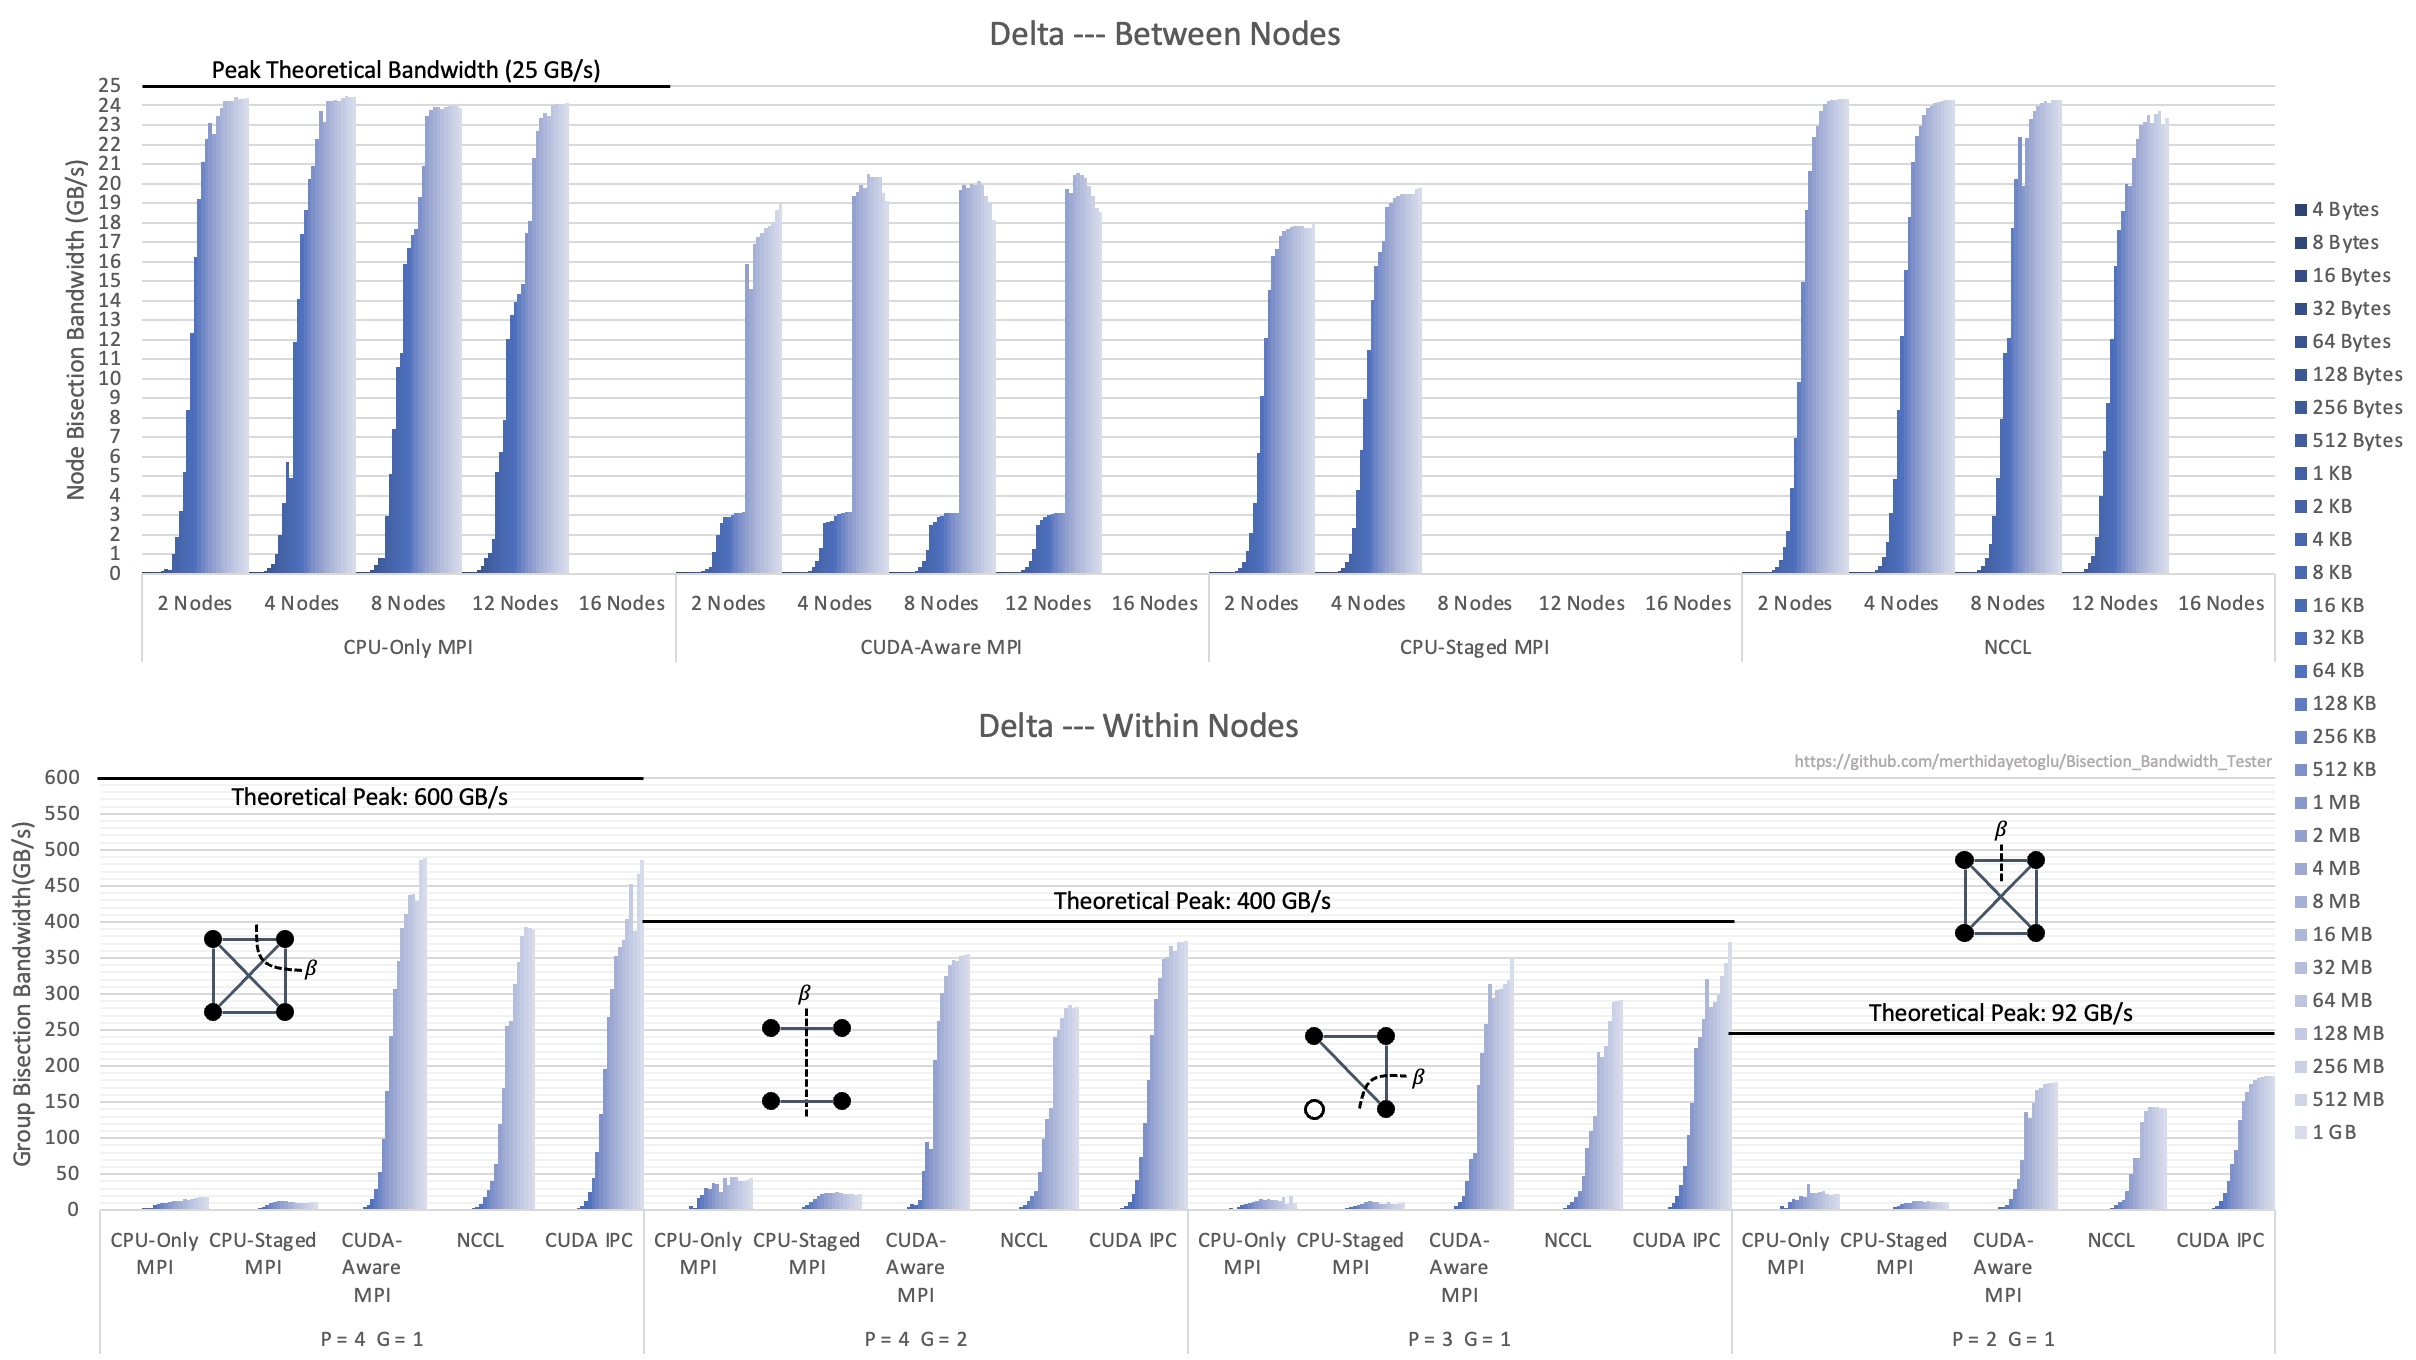 Delta --- Between Nodes
Peak Theoretical Bandwidth (25 GB/s)
Node Bisection Bandwidth (GB/s)
25
24
23
22
21
20
19
18
17
16
15
14
13
12
11
10
9
8
7
6
5
4
3
2
1
0
2 Nodes 4 Nodes 8 Nodes 12 Nodes 16 Nodes 2 Nodes 4 Nodes 8 Nodes 12 Nodes 16 Nodes 2 Nodes 4 Nodes 8 Nodes 12 Nodes 16 Nodes 2 Nodes 4 Nodes 8 Nodes 12 Nodes 16 Nodes
CPU-Only MPI CUDA-Aware MPI CPU-Staged MPI NCCL
4 Bytes
8 Bytes
16 Bytes
32 Bytes
64 Bytes
128 Bytes
256 Bytes
512 Bytes
1 KB
2 KB
4 KB
8 KB
16 KB
32 KB
64 KB
128 KB
256 KB
512 KB
1 MB
2 MB
4 MB
8 MB
16 MB
32 MB
64 MB
128 MB
256 MB
512 MB
1 GB
Delta --- Within Nodes
https://github.com/merthidayetoglu/Bisection_Bandwidth_Tester
Group Bisection Bandwidth(GB/s)
600
550
500
450
400
350
300
250
200
150
100
50
0
Theoretical Peak: 600 GB/s
β
Theoretical Peak: 400 GB/s
β
β
β
Theoretical Peak: 92 GB/s
CPU-Only CPU-Staged CUDA- NCCL CUDA IPC CPU-Only CPU-Staged CUDA- NCCL CUDA IPC CPU-Only CPU-Staged CUDA- NCCL CUDA IPC CPU-Only CPU-Staged CUDA- NCCL CUDA IPC
MPI MPI Aware MPI MPI Aware MPI MPI Aware MPI MPI Aware
MPI MPI MPI MPI
P = 4 G = 1 P = 4 G = 2 P = 3 G = 1 P = 2 G = 1